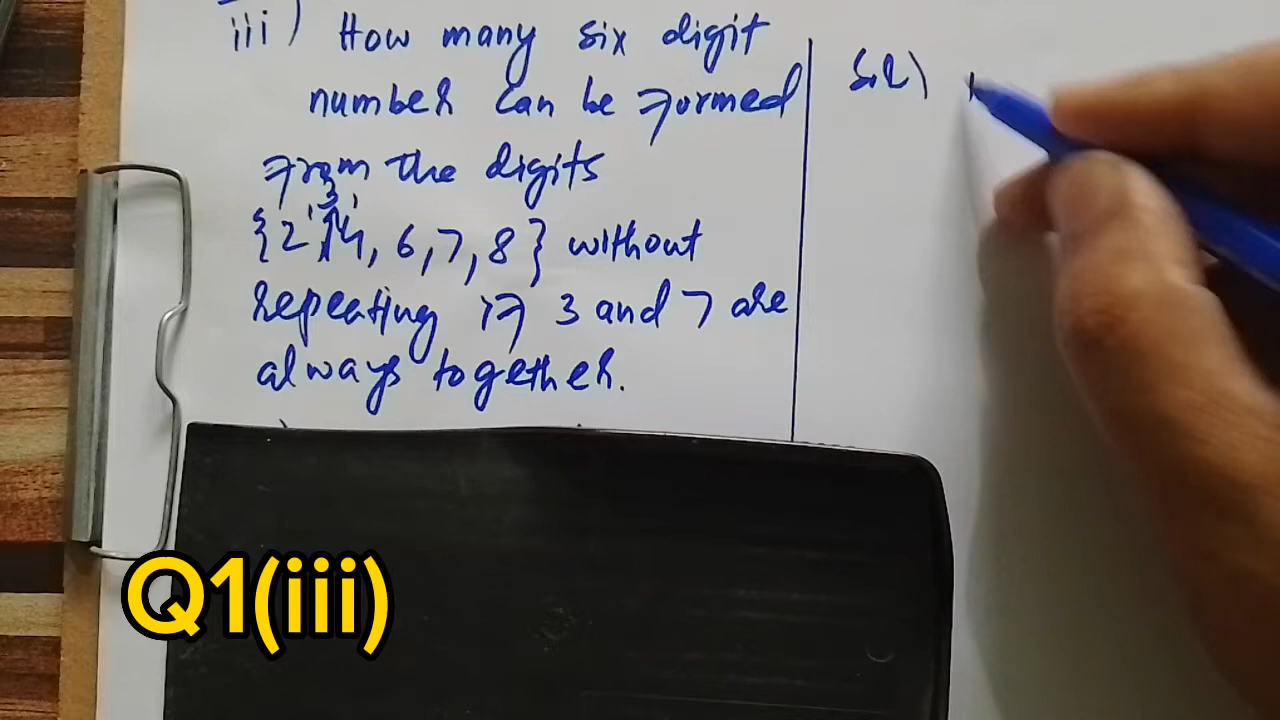 iii) How many six digit
number can be formed
from the digits
{2, 3, 4, 6, 7, 8} without
repeating if 3 and 7 are
always together.
Sol)
Q1(iii)